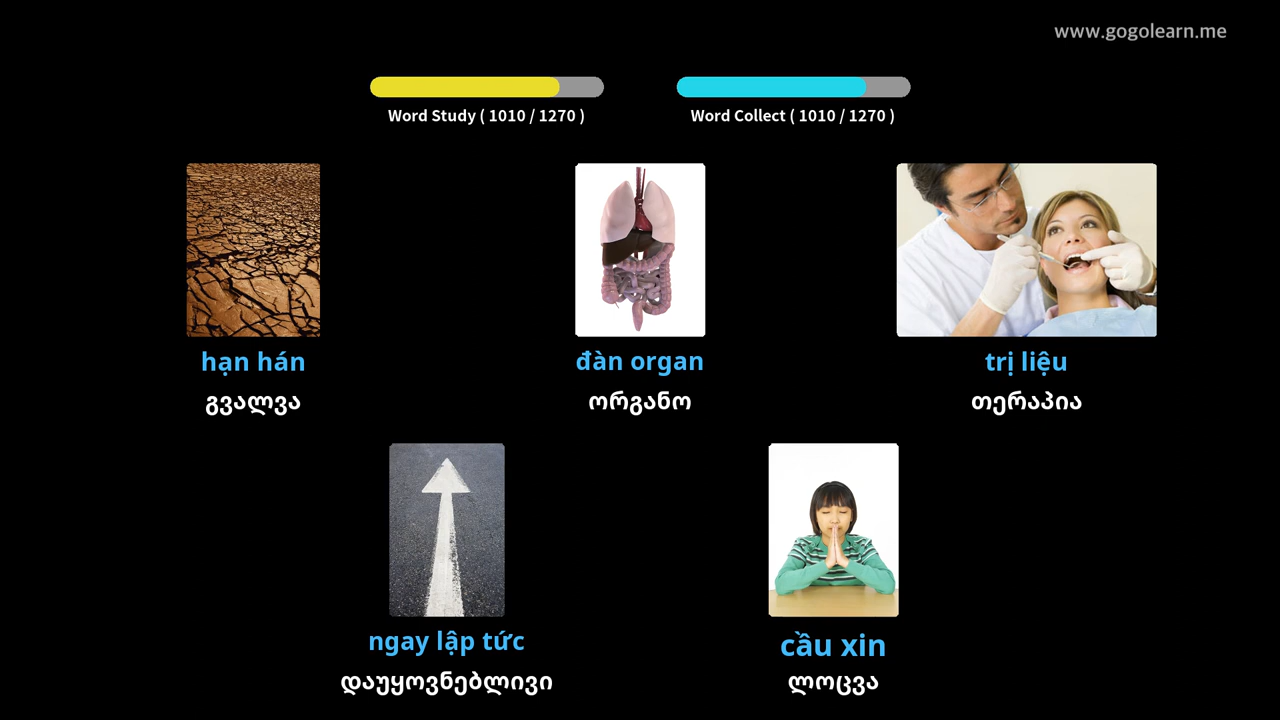 www.gogolearn.me
Word Study ( 1010 / 1270 )
Word Collect ( 1010 / 1270 )
hạn hán
đàn organ
trị liệu
გვალვა
ორგანო
თერაპია
ngay lập tức
cầu xin
დაუყოვნებლივი
ლოცვა